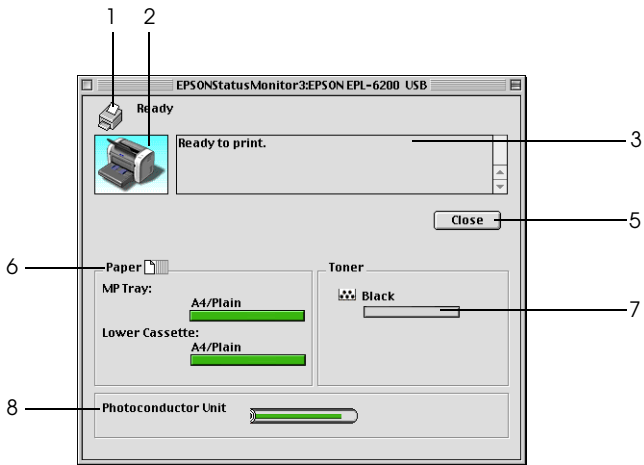 1 2
EPSONStatusMonitor3:EPSON EPL-6200 USB
Ready
Ready to print.
3
Close
5
6
Paper
Toner
MP Tray:
A4/Plain
Black
7
Lower Cassette:
A4/Plain
8
Photoconductor Unit